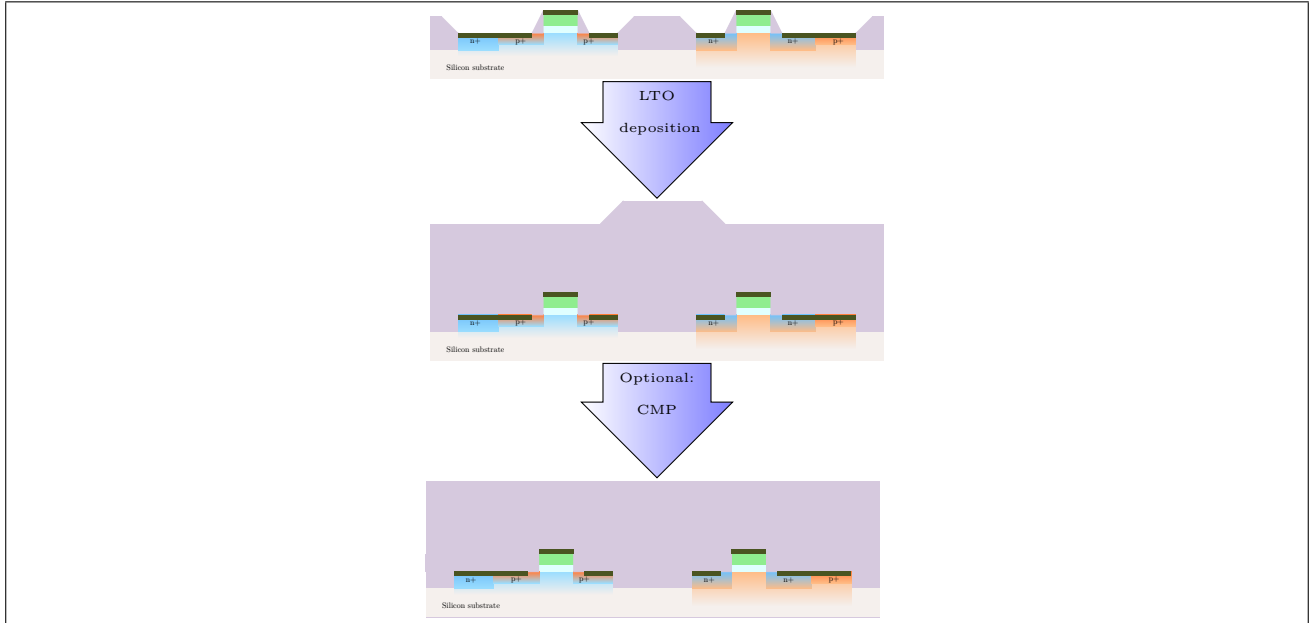 n+ p+ p+ n+ n+ p+
Silicon substrate
LTO
deposition
n+ p+ p+ n+ n+ p+
Silicon substrate
Optional:
CMP
n+ p+ p+ n+ n+ p+
Silicon substrate